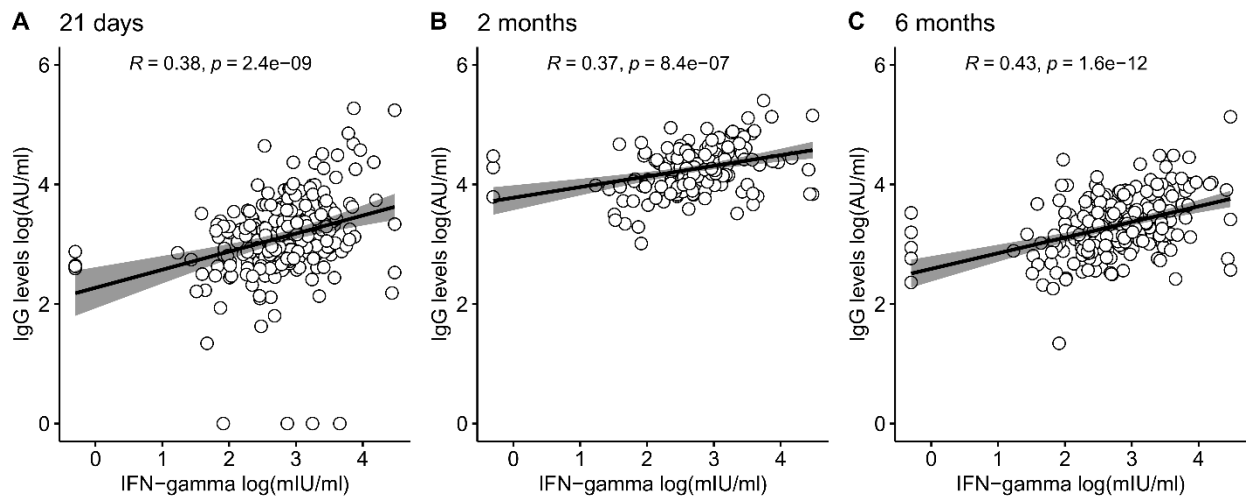 A 21 days
B 2 months
C 6 months
R = 0.38, p = 2.4e−09
R = 0.37, p = 8.4e−07
R = 0.43, p = 1.6e−12
IgG levels log(AU/ml)
6
4
2
0
0 1 2 3 4
IFN−gamma log(mIU/ml)
IgG levels log(AU/ml)
6
4
2
0
0 1 2 3 4
IFN−gamma log(mIU/ml)
IgG levels log(AU/ml)
6
4
2
0
0 1 2 3 4
IFN−gamma log(mIU/ml)